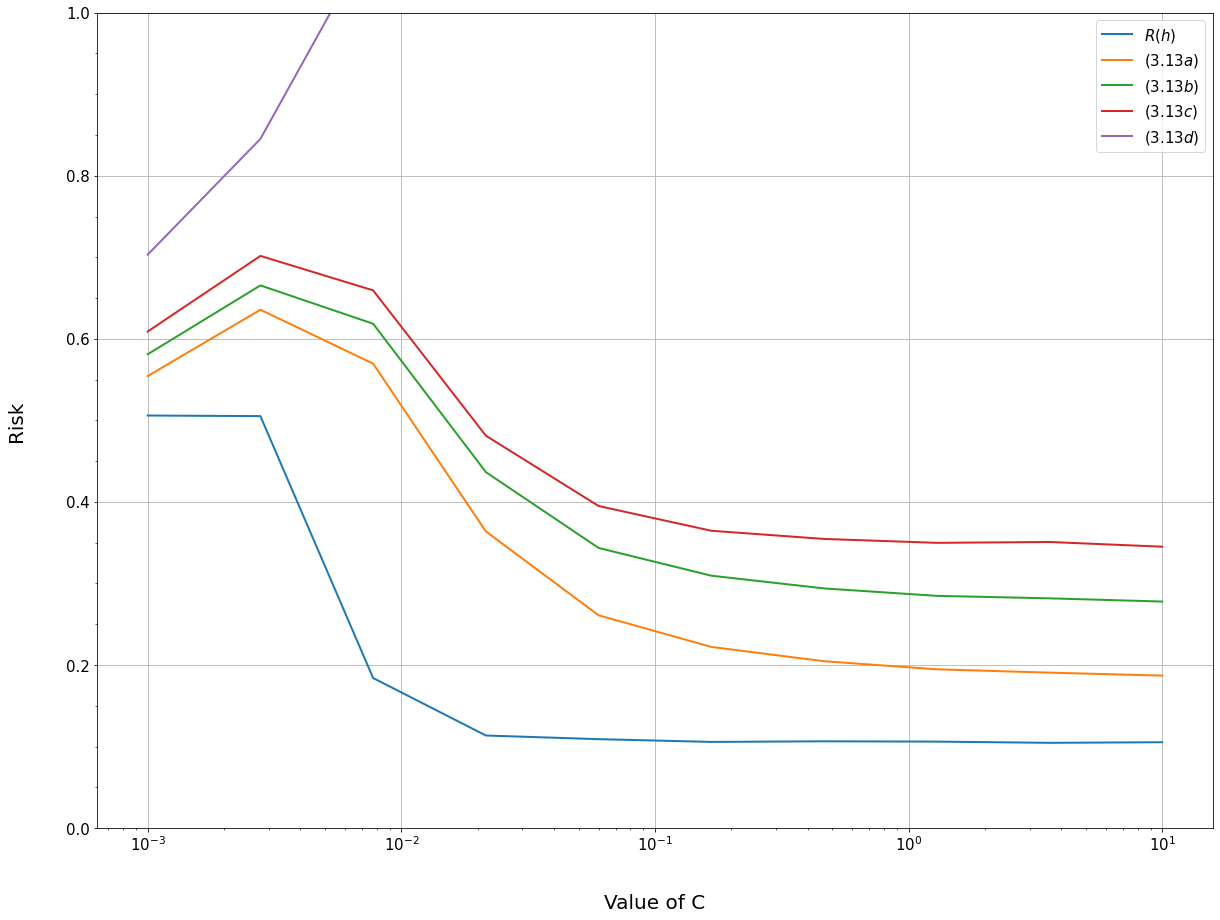 1.0
0.8
0.6
0.4
0.2
0.0
Risk
10⁻³
10⁻²
10⁻¹
10⁰
10¹
Value of C
R(h)
(3.13a)
(3.13b)
(3.13c)
(3.13d)